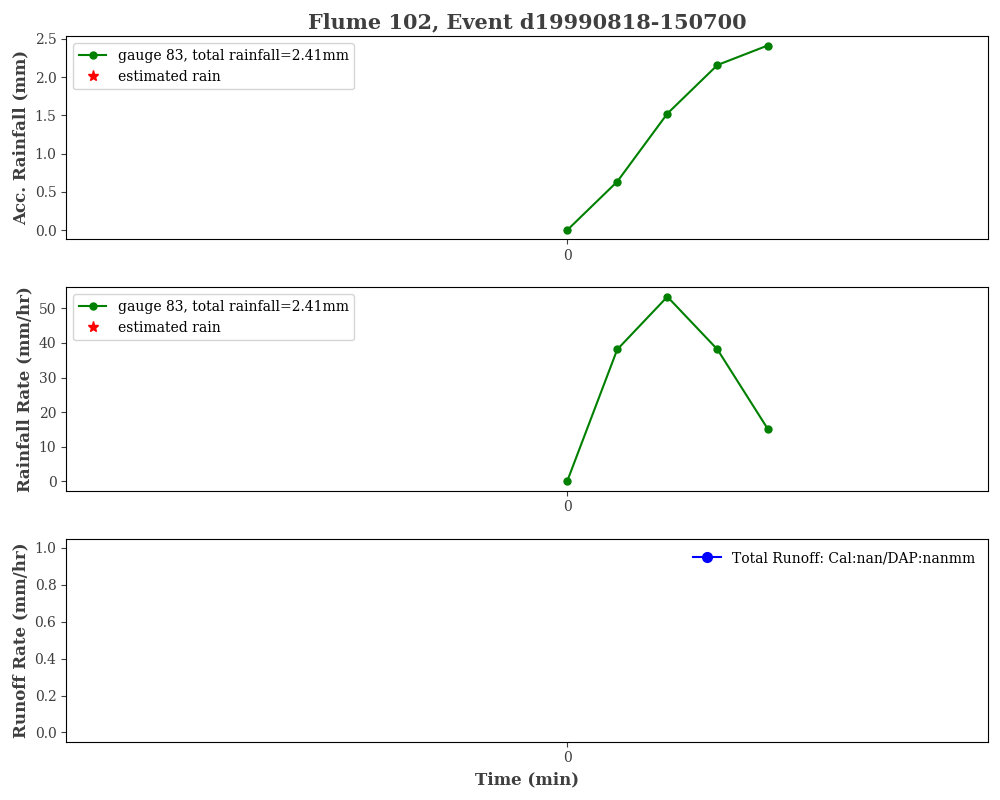 Flume 102, Event d19990818-150700
Acc. Rainfall (mm)
2.5
2.0
1.5
1.0
0.5
0.0
gauge 83, total rainfall=2.41mm
estimated rain
0
Rainfall Rate (mm/hr)
50
40
30
20
10
0
gauge 83, total rainfall=2.41mm
estimated rain
0
Runoff Rate (mm/hr)
1.0
0.8
0.6
0.4
0.2
0.0
Total Runoff: Cal:nan/DAP:nanmm
0
Time (min)